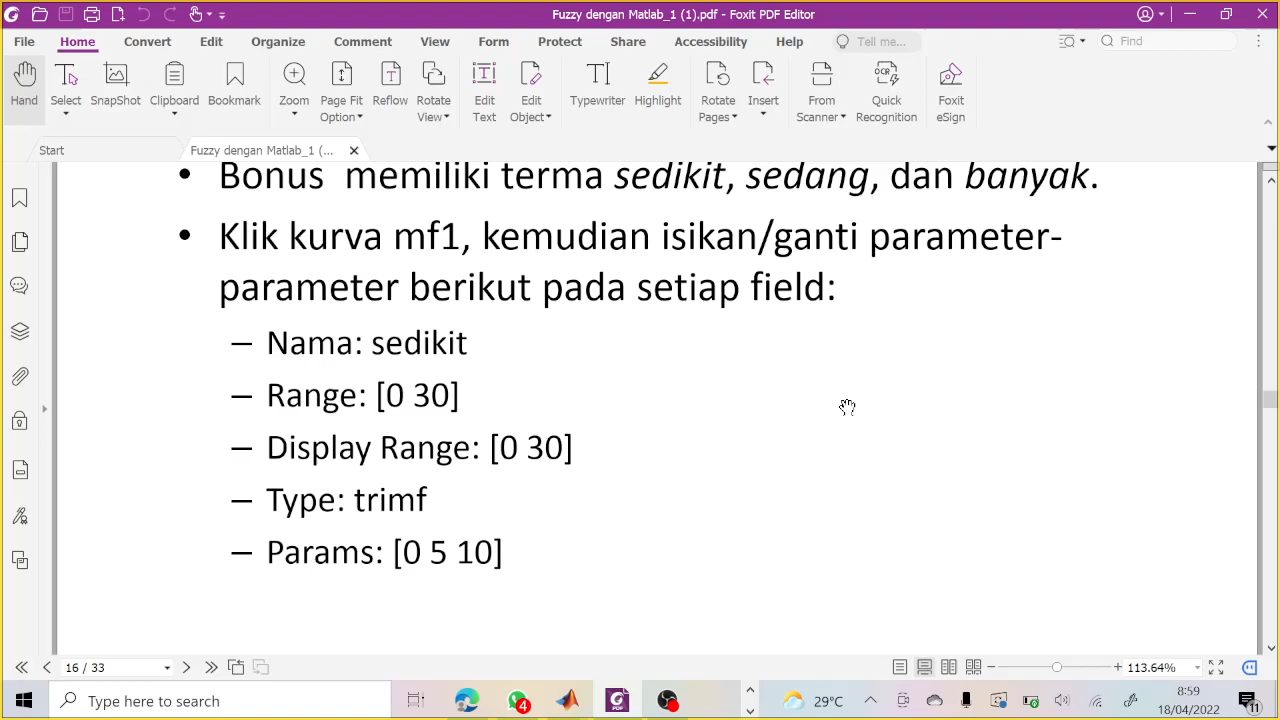 Fuzzy dengan Matlab_1 (1).pdf - Foxit PDF Editor
File Home Convert Edit Organize Comment View Form Protect Share Accessibility Help Tell me... Find
Hand Select SnapShot Clipboard Bookmark Zoom Page Fit Option Reflow Rotate View Edit Text Edit Object Typewriter Highlight Rotate Pages Insert From Scanner OCR Quick Recognition Foxit eSign
Start Fuzzy dengan Matlab_1 (...
• Bonus memiliki terma sedikit, sedang, dan banyak.
• Klik kurva mf1, kemudian isikan/ganti parameter-
parameter berikut pada setiap field:
– Nama: sedikit
– Range: [0 30]
– Display Range: [0 30]
– Type: trimf
– Params: [0 5 10]
16 / 33 113.64%
Type here to search 4 PDF 29°C 8:59
18/04/2022 11